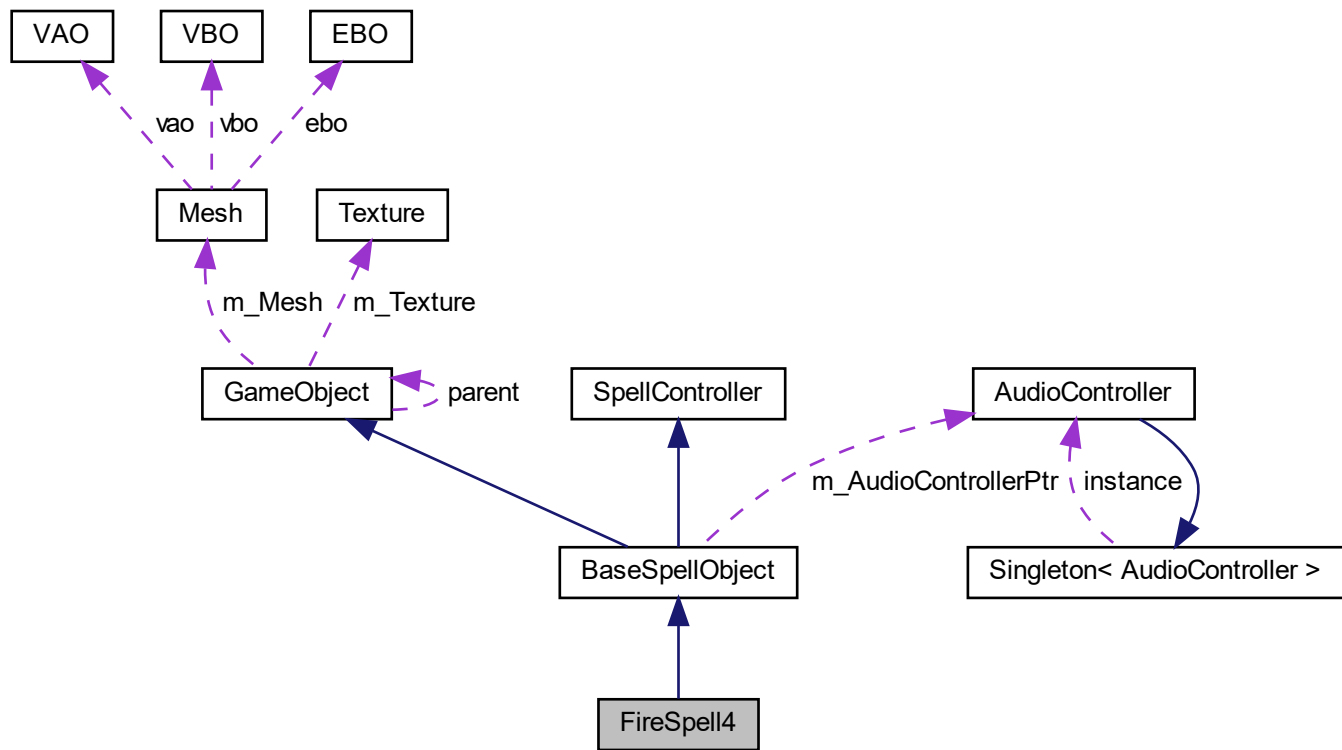 VAO
VBO
EBO
vao
vbo
ebo
Mesh
Texture
m_Mesh
m_Texture
GameObject
parent
SpellController
AudioController
m_AudioControllerPtr
instance
BaseSpellObject
Singleton< AudioController >
FireSpell4